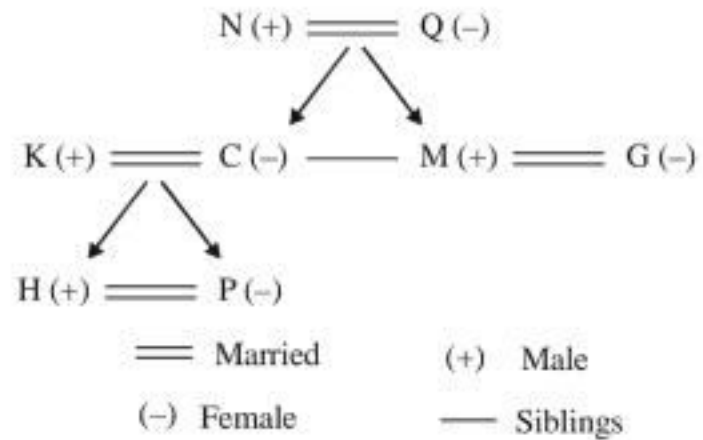 N (+) Q (–)
K (+) C (–) M (+) G (–)
H (+) P (–)
Married (+) Male
(–) Female Siblings